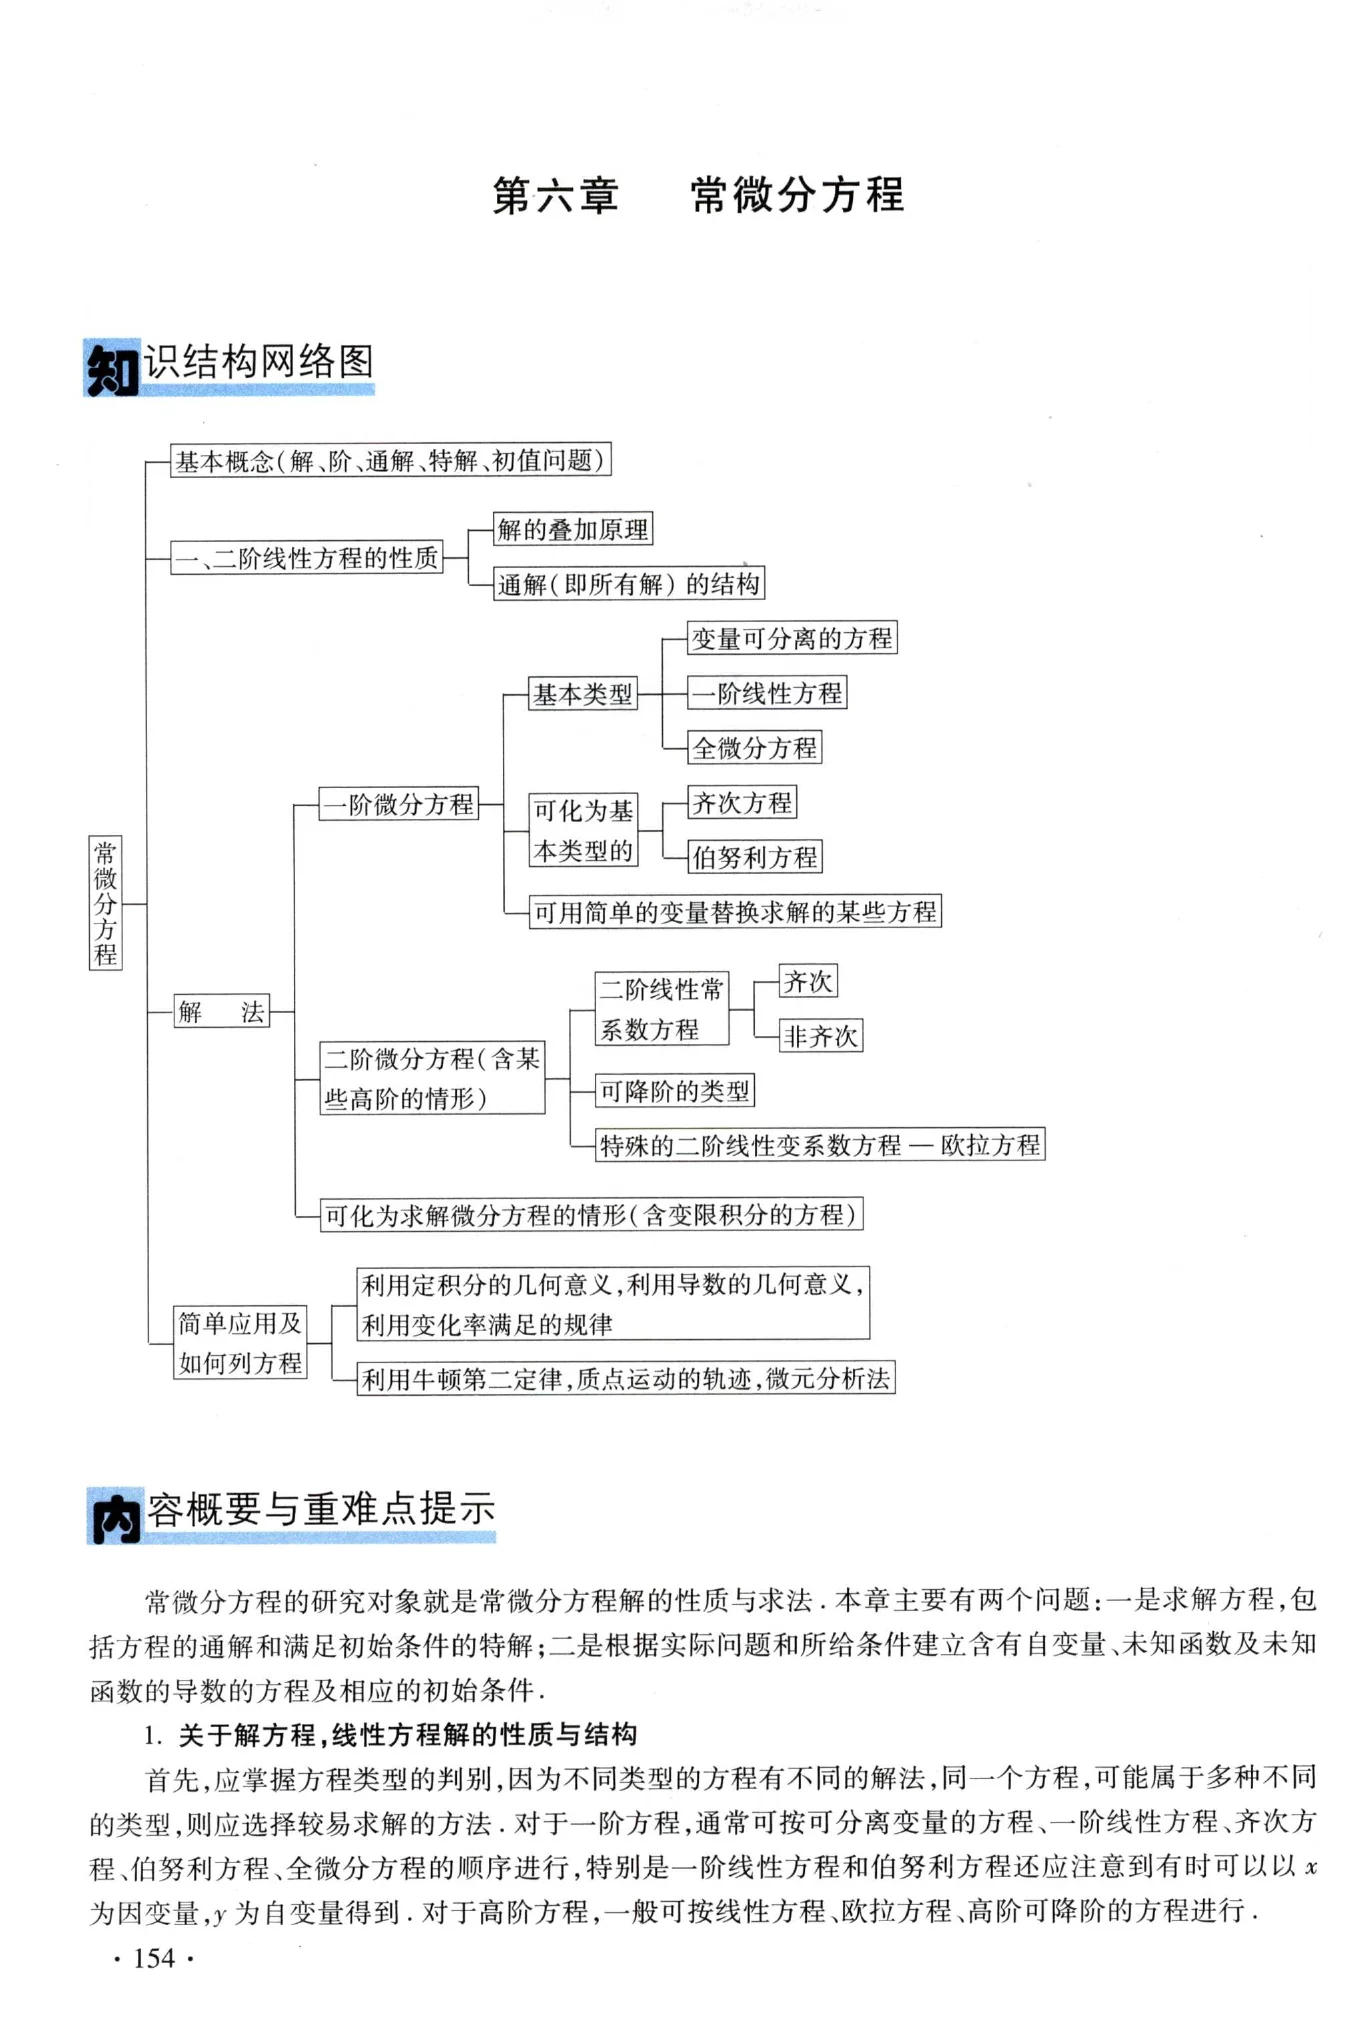 第六章 常微分方程
知识结构网络图
基本概念(解、阶、通解、特解、初值问题)
解的叠加原理
一、二阶线性方程的性质
通解(即所有解)的结构
变量可分离的方程
基本类型
一阶线性方程
全微分方程
一阶微分方程
可化为基
本类型的
齐次方程
伯努利方程
可用简单的变量替换求解的某些方程
常微分方程
解 法
二阶线性常
系数方程
齐次
非齐次
二阶微分方程(含某
些高阶的情形)
可降阶的类型
特殊的二阶线性变系数方程 — 欧拉方程
可化为求解微分方程的情形(含变限积分的方程)
简单应用及
如何列方程
利用定积分的几何意义,利用导数的几何意义,
利用变化率满足的规律
利用牛顿第二定律,质点运动的轨迹,微元分析法
内容概要与重难点提示
常微分方程的研究对象就是常微分方程解的性质与求法.本章主要有两个问题:一是求解方程,包
括方程的通解和满足初始条件的特解;二是根据实际问题和所给条件建立含有自变量、未知函数及未知
函数的导数的方程及相应的初始条件.
1. 关于解方程,线性方程解的性质与结构
首先,应掌握方程类型的判别,因为不同类型的方程有不同的解法,同一个方程,可能属于多种不同
的类型,则应选择较易求解的方法.对于一阶方程,通常可按可分离变量的方程、一阶线性方程、齐次方
程、伯努利方程、全微分方程的顺序进行,特别是一阶线性方程和伯努利方程还应注意到有时可以以 x
为因变量,y 为自变量得到.对于高阶方程,一般可按线性方程、欧拉方程、高阶可降阶的方程进行.
· 154 ·